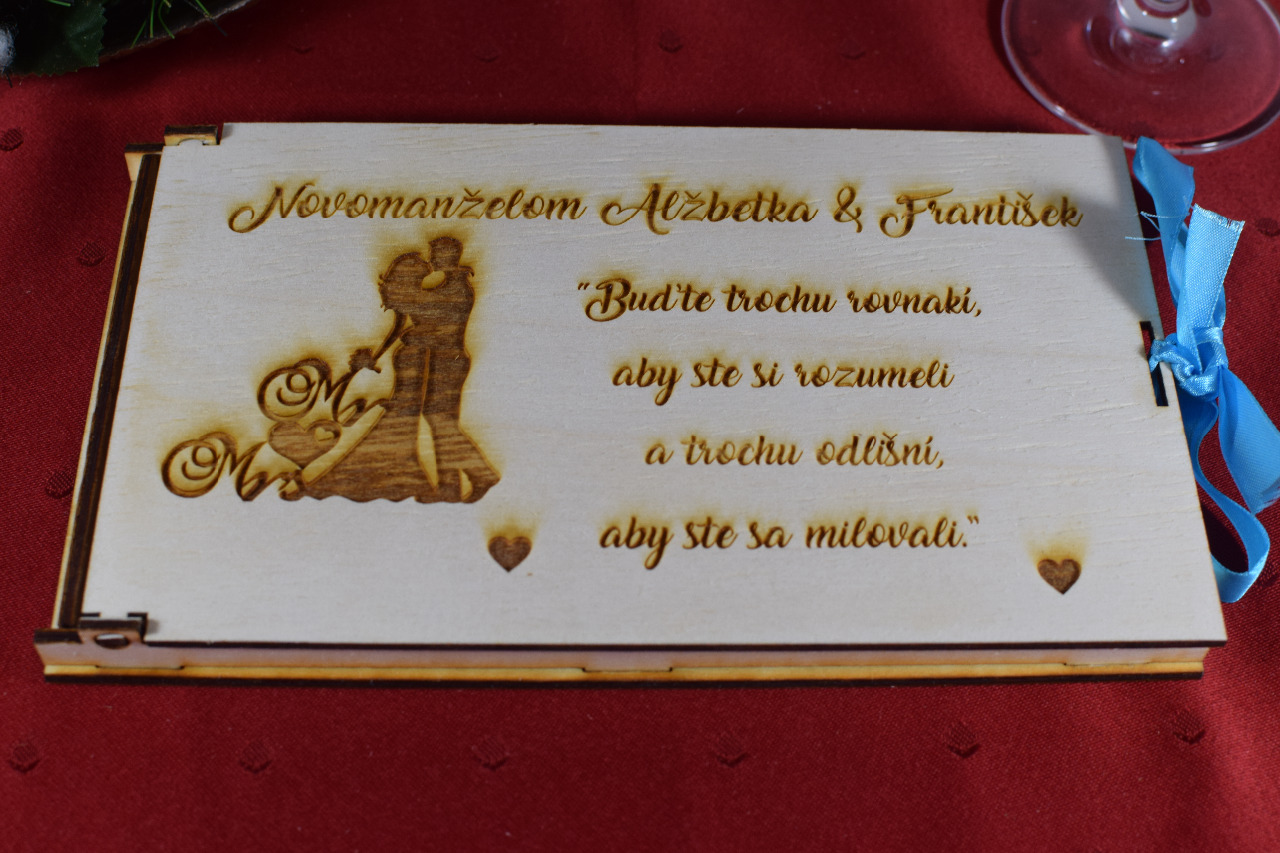 Novomanželom Alžbetka & František
"Buďte trochu rovnakí,
aby ste si rozumeli
a trochu odlišní,
aby ste sa milovali."
Mr
Mrs